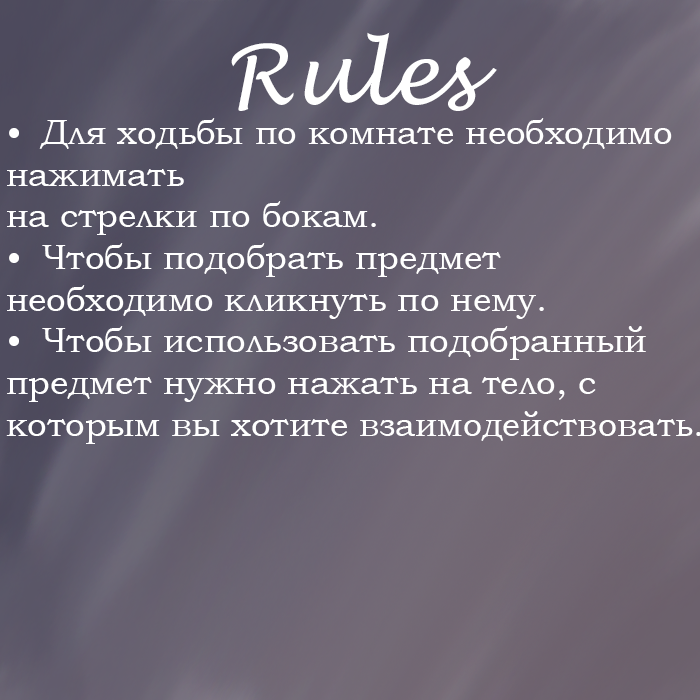 Rules
• Для ходьбы по комнате необходимо
нажимать
на стрелки по бокам.
• Чтобы подобрать предмет
необходимо кликнуть по нему.
• Чтобы использовать подобранный
предмет нужно нажать на тело, с
которым вы хотите взаимодействовать.